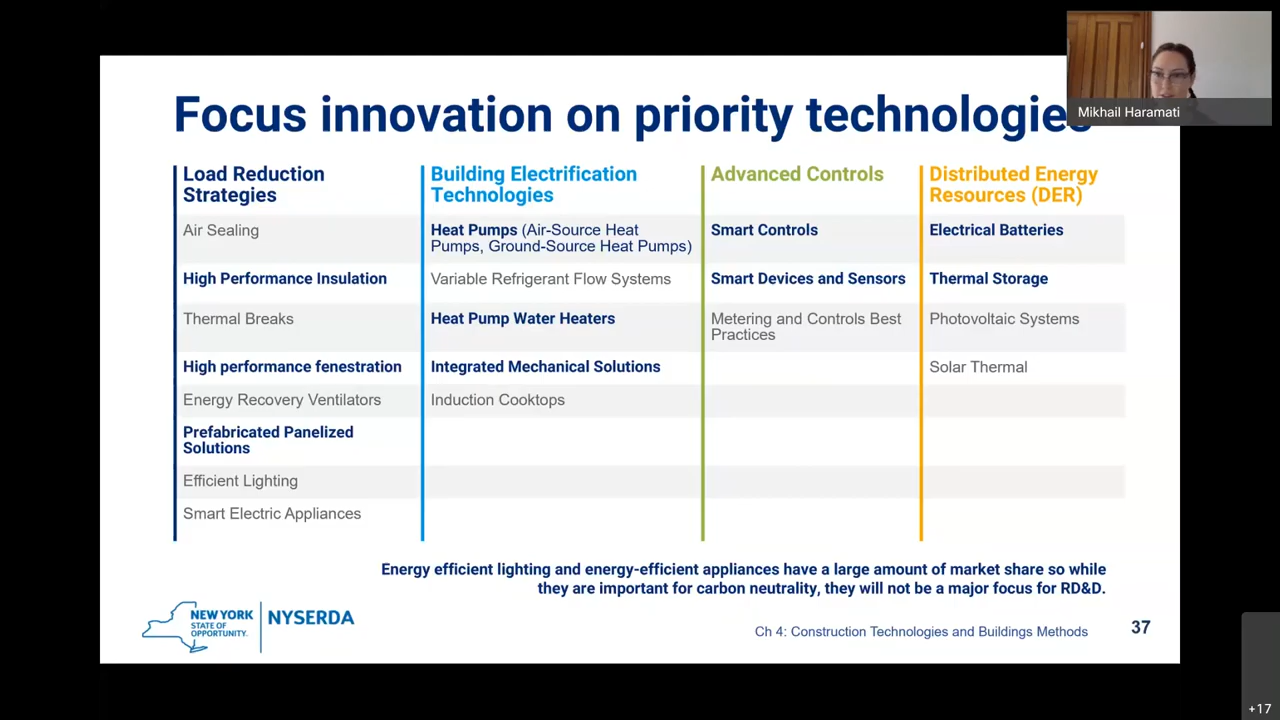 Focus innovation on priority technologies
Mikhail Haramati
Load Reduction
Strategies
Air Sealing
High Performance Insulation
Thermal Breaks
High performance fenestration
Energy Recovery Ventilators
Prefabricated Panelized
Solutions
Efficient Lighting
Smart Electric Appliances
Building Electrification
Technologies
Heat Pumps (Air-Source Heat
Pumps, Ground-Source Heat Pumps)
Variable Refrigerant Flow Systems
Heat Pump Water Heaters
Integrated Mechanical Solutions
Induction Cooktops
Advanced Controls
Smart Controls
Smart Devices and Sensors
Metering and Controls Best
Practices
Distributed Energy
Resources (DER)
Electrical Batteries
Thermal Storage
Photovoltaic Systems
Solar Thermal
Energy efficient lighting and energy-efficient appliances have a large amount of market share so while
they are important for carbon neutrality, they will not be a major focus for RD&D.
NEW YORK
STATE OF
OPPORTUNITY.
NYSERDA
Ch 4: Construction Technologies and Buildings Methods
37
+17